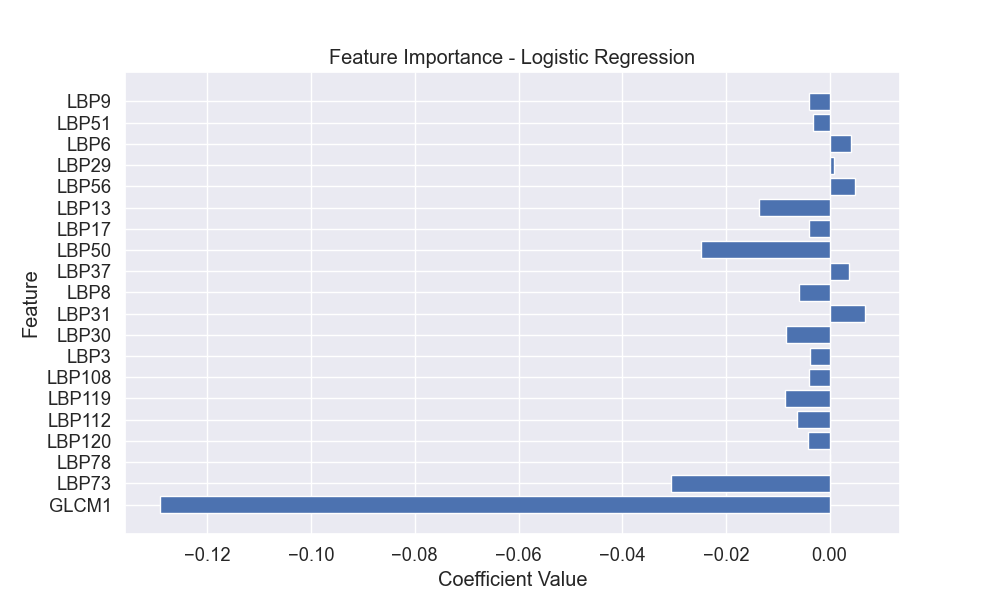 Feature Importance - Logistic Regression
LBP9
LBP51
LBP6
LBP29
LBP56
LBP13
LBP17
LBP50
LBP37
LBP8
LBP31
LBP30
LBP3
LBP108
LBP119
LBP112
LBP120
LBP78
LBP73
GLCM1
Feature
−0.12 −0.10 −0.08 −0.06 −0.04 −0.02 0.00
Coefficient Value